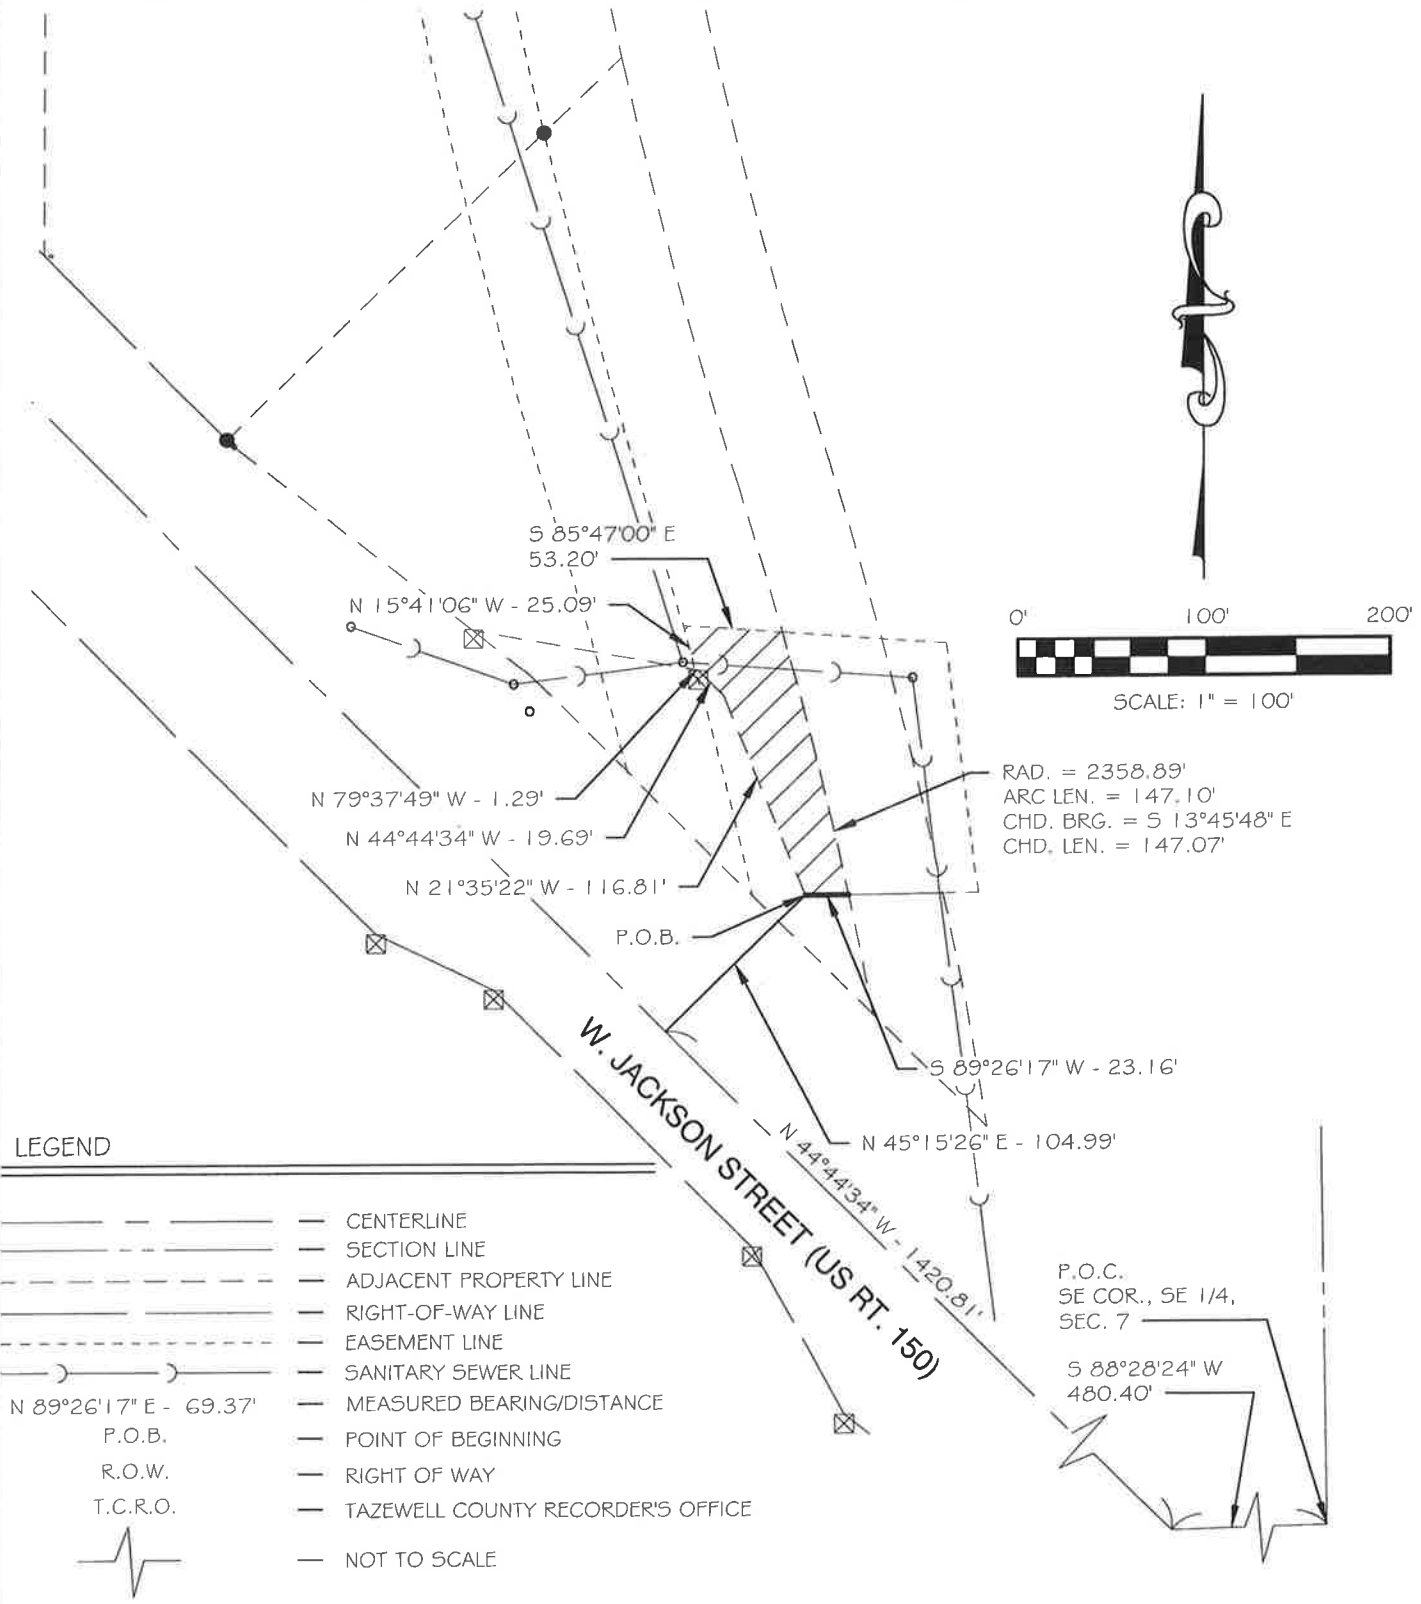 S 85°47'00" E
53.20'
N 15°41'06" W - 25.09'
0' 100' 200'
SCALE: 1" = 100'
N 79°37'49" W - 1.29'
N 44°44'34" W - 19.69'
N 21°35'22" W - 116.81'
P.O.B.
RAD. = 2358.89'
ARC LEN. = 147.10'
CHD. BRG. = S 13°45'48" E
CHD. LEN. = 147.07'
S 89°26'17" W - 23.16'
N 45°15'26" E - 104.99'
N 44°44'34" W - 1420.81'
W. JACKSON STREET (US RT. 150)
P.O.C.
SE COR., SE 1/4,
SEC. 7
S 88°28'24" W
480.40'
LEGEND
CENTERLINE
SECTION LINE
ADJACENT PROPERTY LINE
RIGHT-OF-WAY LINE
EASEMENT LINE
SANITARY SEWER LINE
N 89°26'17" E - 69.37' — MEASURED BEARING/DISTANCE
P.O.B. — POINT OF BEGINNING
R.O.W. — RIGHT OF WAY
T.C.R.O. — TAZEWELL COUNTY RECORDER'S OFFICE
NOT TO SCALE